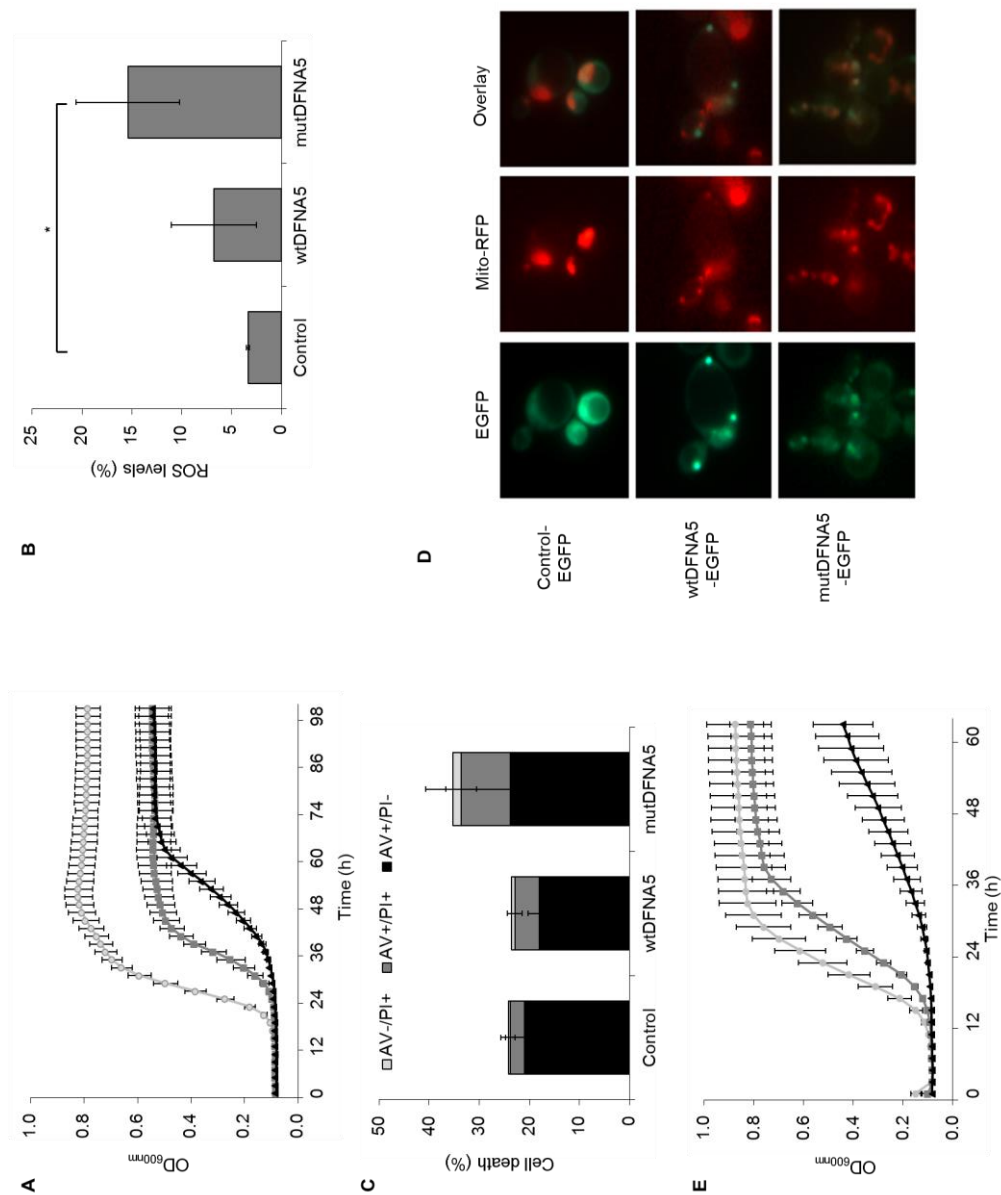 A
OD600nm
1.0
0.8
0.6
0.4
0.2
0.0
0 12 24 36 48 60 74 86 98
Time (h)
B
ROS levels (%)
25
20
15
10
5
0
*
Control wtDFNA5 mutDFNA5
C
AV-/PI+ AV+/PI+ AV+/PI-
Cell death (%)
50
40
30
20
10
0
Control wtDFNA5 mutDFNA5
D
EGFP Mito-RFP Overlay
Control-
EGFP
wtDFNA5
-EGFP
mutDFNA5
-EGFP
E
OD600nm
1.0
0.8
0.6
0.4
0.2
0.0
0 12 24 36 48 60
Time (h)